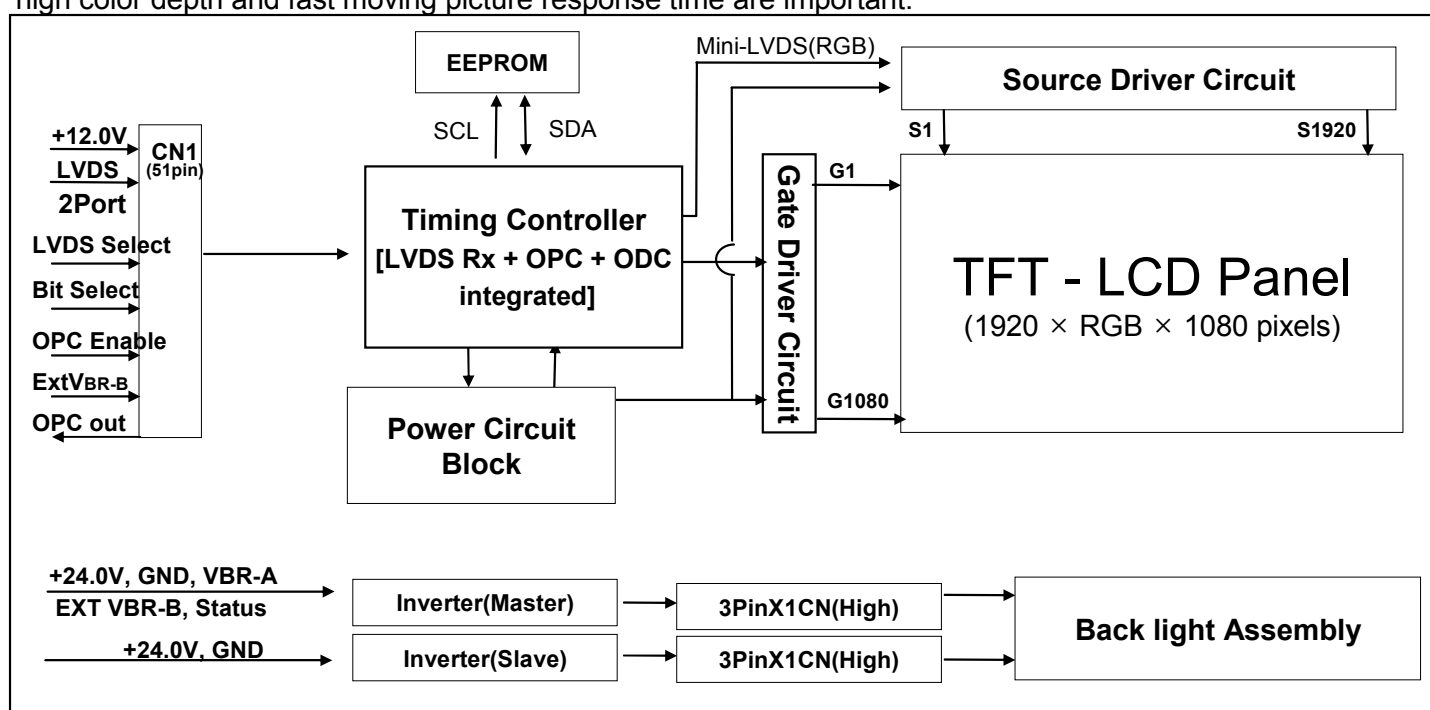 high color depth and fast moving picture response time are important.
Mini-LVDS(RGB)
EEPROM
Source Driver Circuit
SCL
SDA
S1
S1920
+12.0V
CN1
(51pin)
LVDS
2Port
LVDS Select
Bit Select
OPC Enable
ExtVBR-B
OPC out
Timing Controller
[LVDS Rx + OPC + ODC
integrated]
Gate Driver Circuit
G1
G1080
TFT - LCD Panel
(1920 × RGB × 1080 pixels)
Power Circuit
Block
+24.0V, GND, VBR-A
EXT VBR-B, Status
Inverter(Master)
3PinX1CN(High)
Back light Assembly
+24.0V, GND
Inverter(Slave)
3PinX1CN(High)